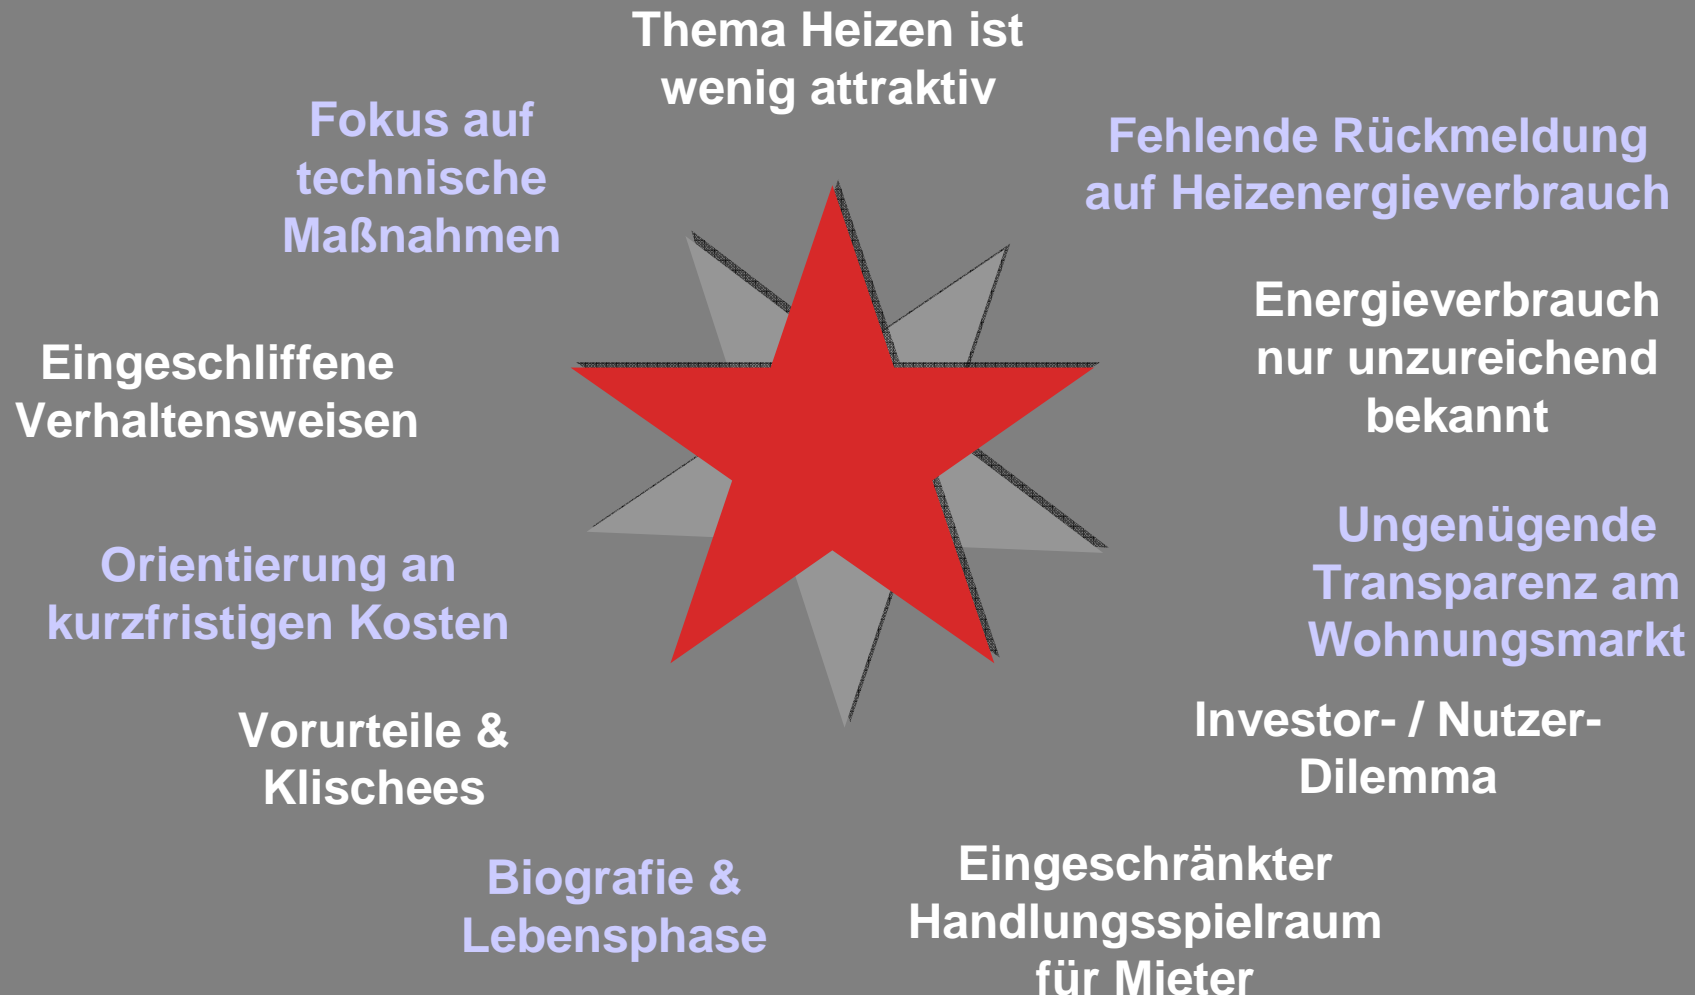 Thema Heizen ist
wenig attraktiv
Fehlende Rückmeldung
auf Heizenergieverbrauch
Energieverbrauch
nur unzureichend
bekannt
Ungenügende
Transparenz am
Wohnungsmarkt
Investor- / Nutzer-
Dilemma
Eingeschränkter
Handlungsspielraum
für Mieter
Biografie &
Lebensphase
Vorurteile &
Klischees
Orientierung an
kurzfristigen Kosten
Eingeschliffene
Verhaltensweisen
Fokus auf
technische
Maßnahmen